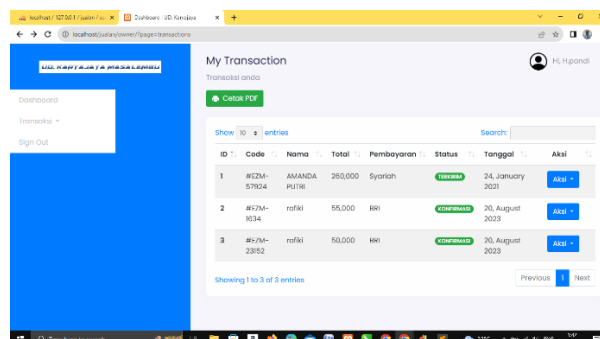 localhost / 127.0.0.1 / jualan /
Dashboard | UD. Karyajaya
localhost/jualan/owner/?page=transactions
UD. KARYAJAYA MASALEMBU
Dashboard
Transaksi
Sign Out
My Transaction
Hi, H.pandi
Transaksi anda
Cetak PDF
Show 10 entries
Search:
ID Code Nama Total Pembayaran Status Tanggal Aksi
1 #EZM-57924 AMANDA PUTRI 260,000 Syariah TERKIRIM 24, January 2021 Aksi
2 #EZM-1634 rofiki 55,000 BRI KONFIRMASI 20, August 2023 Aksi
3 #EZM-23152 rofiki 50,000 BRI KONFIRMASI 20, August 2023 Aksi
Showing 1 to 3 of 3 entries
Previous 1 Next